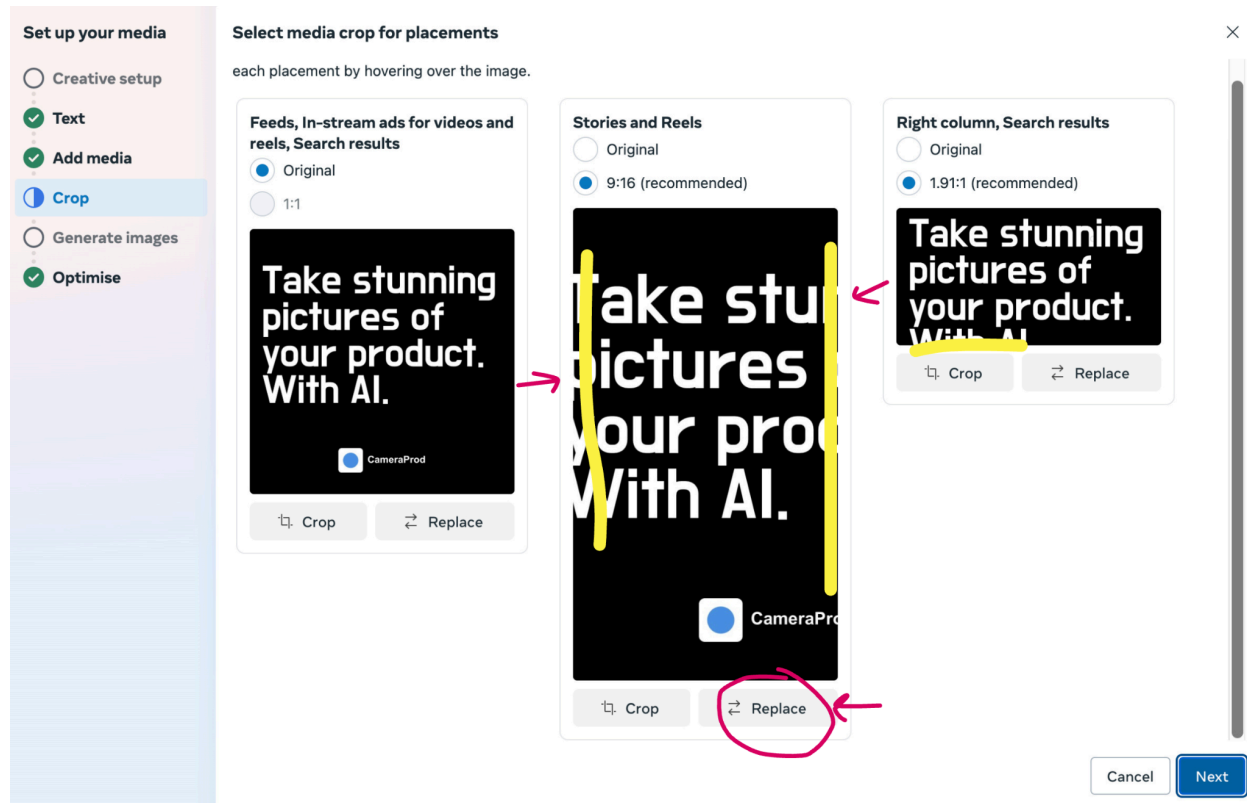 Set up your media
Creative setup
Text
Add media
Crop
Generate images
Optimise
Select media crop for placements
each placement by hovering over the image.
Feeds, In-stream ads for videos and
reels, Search results
Original
1:1
Take stunning
pictures of
your product.
With AI.
CameraProd
Crop
Replace
Stories and Reels
Original
9:16 (recommended)
Take stun
pictures
your prod
With AI.
CameraPro
Crop
Replace
Right column, Search results
Original
1.91:1 (recommended)
Take stunning
pictures of
your product.
With AI
Crop
Replace
Cancel
Next